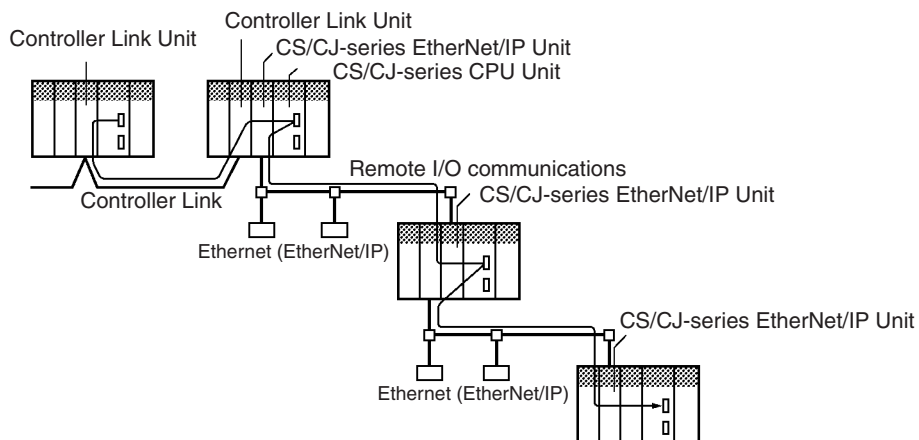 Controller Link Unit
Controller Link Unit
CS/CJ-series EtherNet/IP Unit
CS/CJ-series CPU Unit
Remote I/O communications
CS/CJ-series EtherNet/IP Unit
Controller Link
Ethernet (EtherNet/IP)
CS/CJ-series EtherNet/IP Unit
Ethernet (EtherNet/IP)